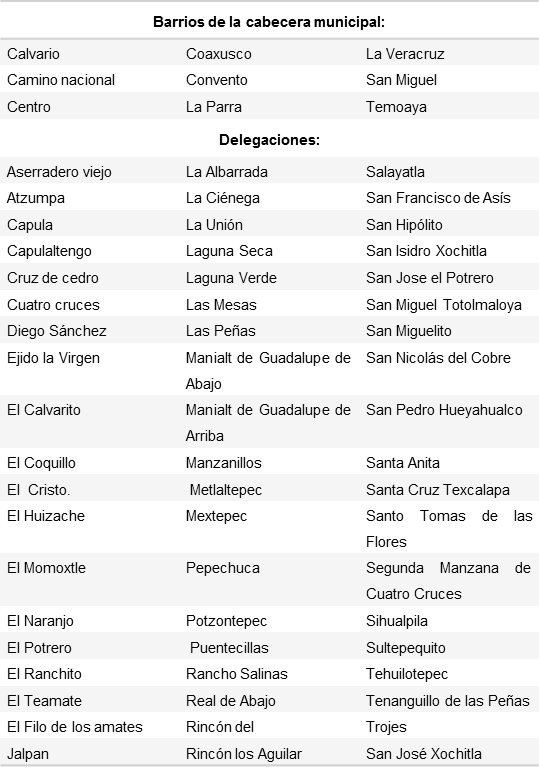 Barrios de la cabecera municipal:
Calvario Coaxusco La Veracruz
Camino nacional Convento San Miguel
Centro La Parra Temoaya
Delegaciones:
Aserradero viejo La Albarrada Salayatla
Atzumpa La Ciénega San Francisco de Asís
Capula La Unión San Hipólito
Capulaltengo Laguna Seca San Isidro Xochitla
Cruz de cedro Laguna Verde San Jose el Potrero
Cuatro cruces Las Mesas San Miguel Totolmaloya
Diego Sánchez Las Peñas San Miguelito
Ejido la Virgen Manialt de Guadalupe de San Nicolás del Cobre
Abajo
El Calvarito Manialt de Guadalupe de San Pedro Hueyahualco
Arriba
El Coquillo Manzanillos Santa Anita
El Cristo. Metlaltepec Santa Cruz Texcalapa
El Huizache Mextepec Santo Tomas de las
Flores
El Momoxtle Pepechuca Segunda Manzana de
Cuatro Cruces
El Naranjo Potzontepec Sihualpila
El Potrero Puentecillas Sultepequito
El Ranchito Rancho Salinas Tehuilotepec
El Teamate Real de Abajo Tenanguillo de las Peñas
El Filo de los amates Rincón del Trojes
Jalpan Rincón los Aguilar San José Xochitla